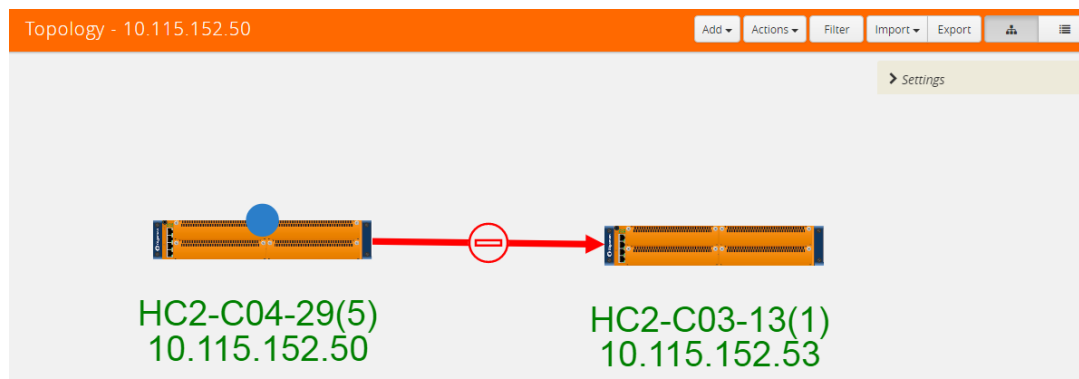 Topology - 10.115.152.50
Add
Actions
Filter
Import
Export
Settings
HC2-C04-29(5)
10.115.152.50
HC2-C03-13(1)
10.115.152.53